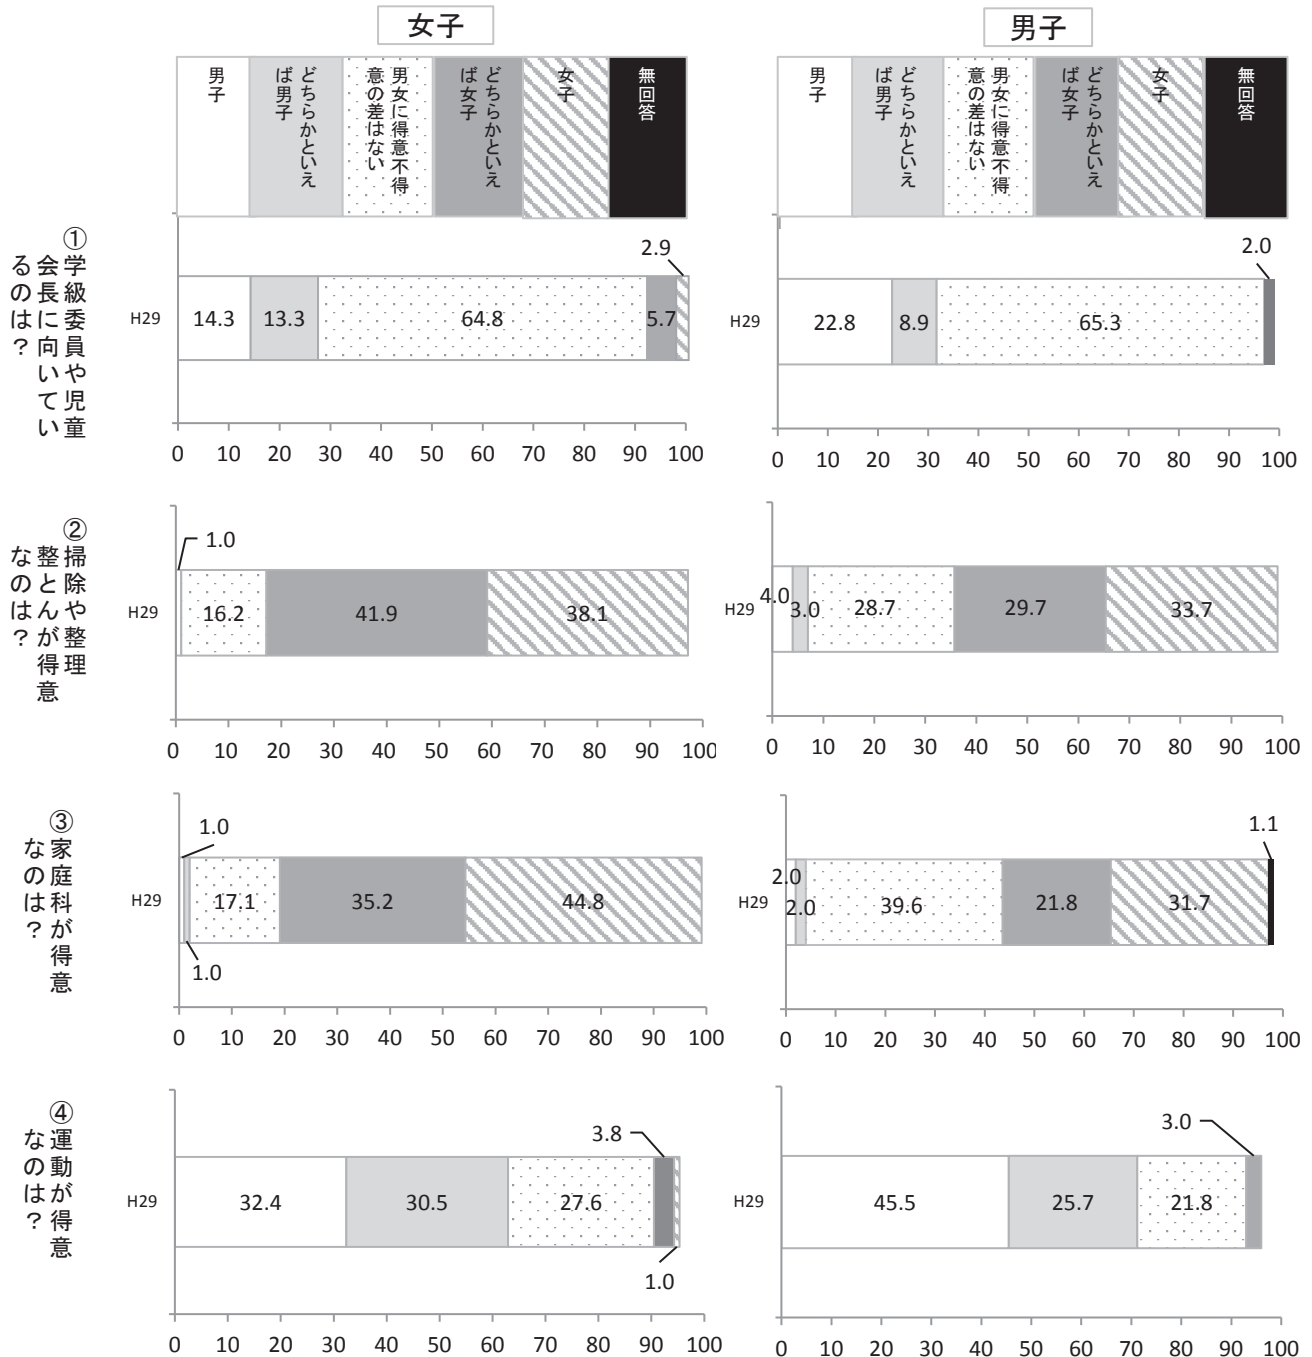 女子
男子
男子
どちらかといえ
ば男子
男女に得意不得
意の差はない
どちらかといえ
ば女子
女子
無回答
男子
どちらかといえ
ば男子
男女に得意不得
意の差はない
どちらかといえ
ば女子
女子
無回答
①学級委員や児童
会長に向いてい
るのは？
H29
14.3
13.3
64.8
5.7
2.9
0 10 20 30 40 50 60 70 80 90 100
H29
22.8
8.9
65.3
2.0
0 10 20 30 40 50 60 70 80 90 100
②掃除や整理
整とんが得意
なのは？
H29
1.0
16.2
41.9
38.1
0 10 20 30 40 50 60 70 80 90 100
H29
4.0
3.0
28.7
29.7
33.7
0 10 20 30 40 50 60 70 80 90 100
③家庭科が得意
なのは？
H29
1.0
1.0
17.1
35.2
44.8
0 10 20 30 40 50 60 70 80 90 100
H29
2.0
2.0
39.6
21.8
31.7
1.1
0 10 20 30 40 50 60 70 80 90 100
④運動が得意
なのは？
H29
32.4
30.5
27.6
3.8
1.0
0 10 20 30 40 50 60 70 80 90 100
H29
45.5
25.7
21.8
3.0
0 10 20 30 40 50 60 70 80 90 100